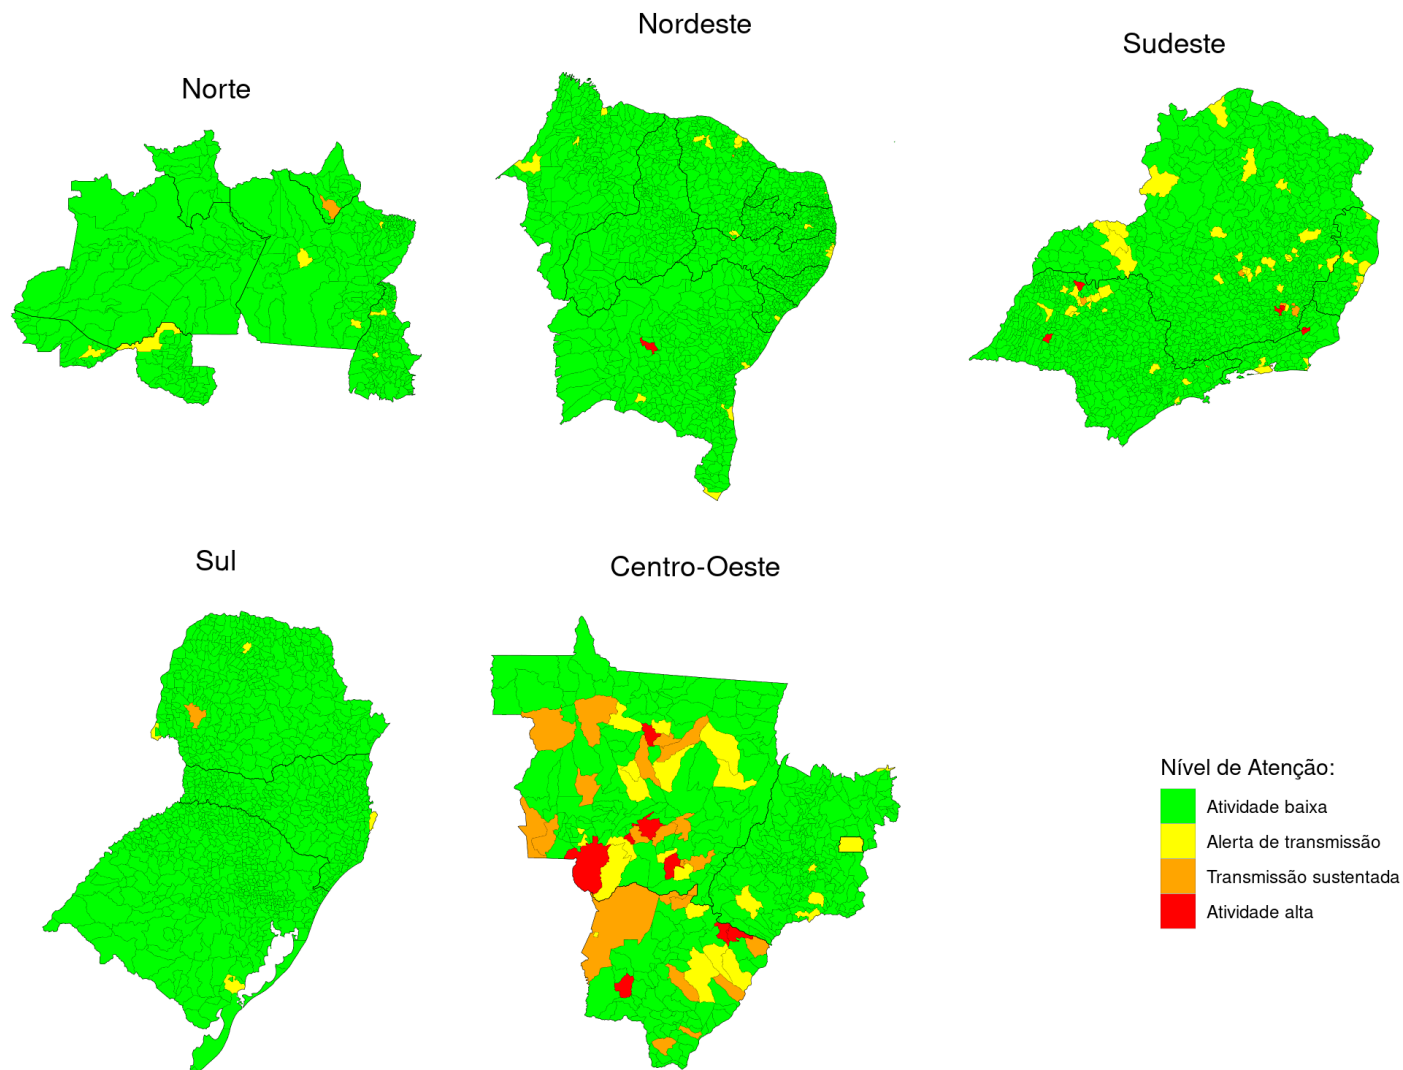 Norte
Nordeste
Sudeste
Sul
Centro-Oeste
Nível de Atenção:
Atividade baixa
Alerta de transmissão
Transmissão sustentada
Atividade alta